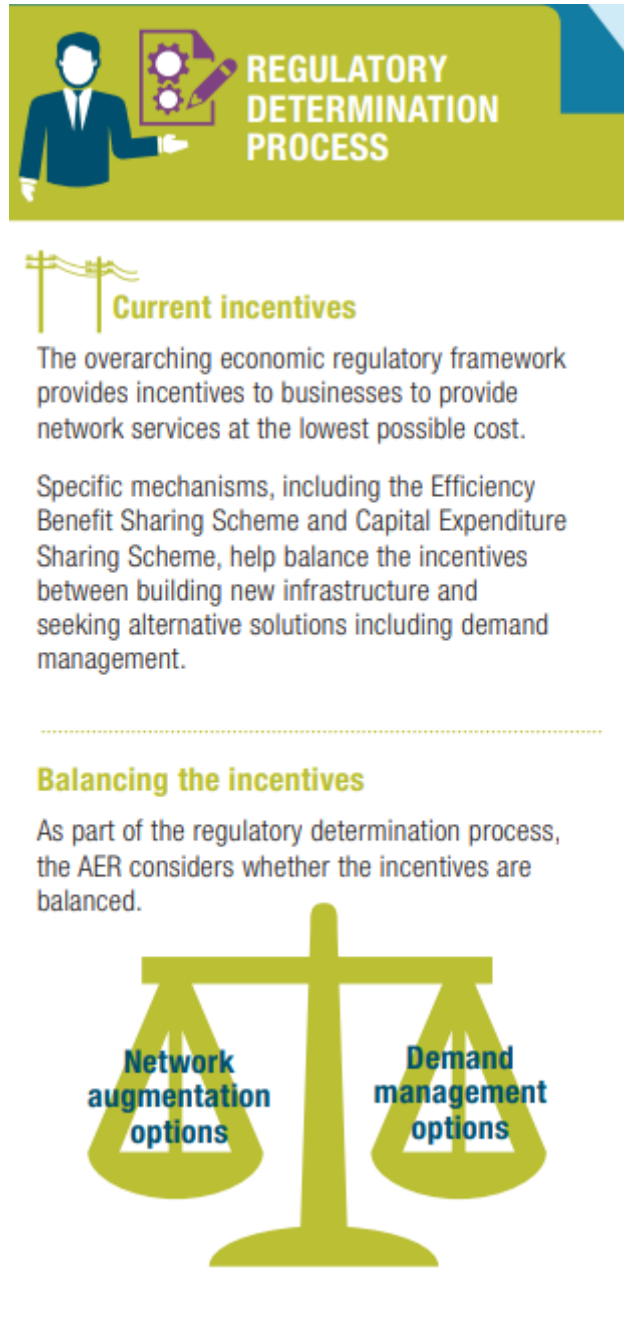 REGULATORY
DETERMINATION
PROCESS
Current incentives
The overarching economic regulatory framework
provides incentives to businesses to provide
network services at the lowest possible cost.
Specific mechanisms, including the Efficiency
Benefit Sharing Scheme and Capital Expenditure
Sharing Scheme, help balance the incentives
between building new infrastructure and
seeking alternative solutions including demand
management.
Balancing the incentives
As part of the regulatory determination process,
the AER considers whether the incentives are
balanced.
Network
augmentation
options
Demand
management
options